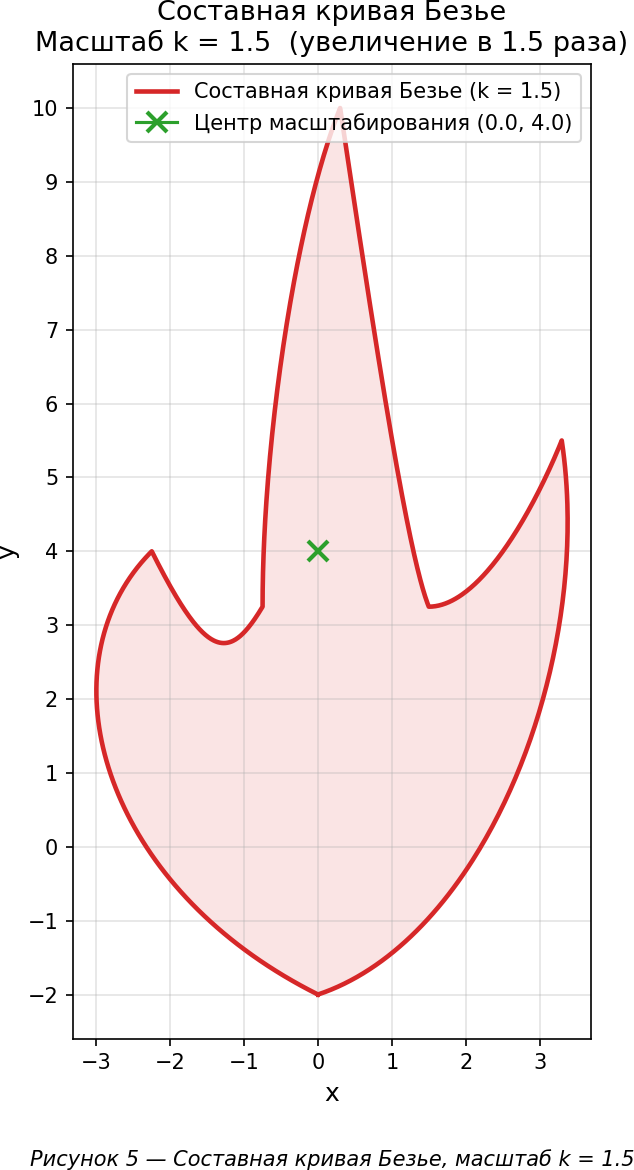 Составная кривая Безье
Масштаб k = 1.5 (увеличение в 1.5 раза)
Составная кривая Безье (k = 1.5)
Центр масштабирования (0.0, 4.0)
10
9
8
7
6
5
4
3
2
1
0
−1
−2
y
−3 −2 −1 0 1 2 3
x
Рисунок 5 — Составная кривая Безье, масштаб k = 1.5